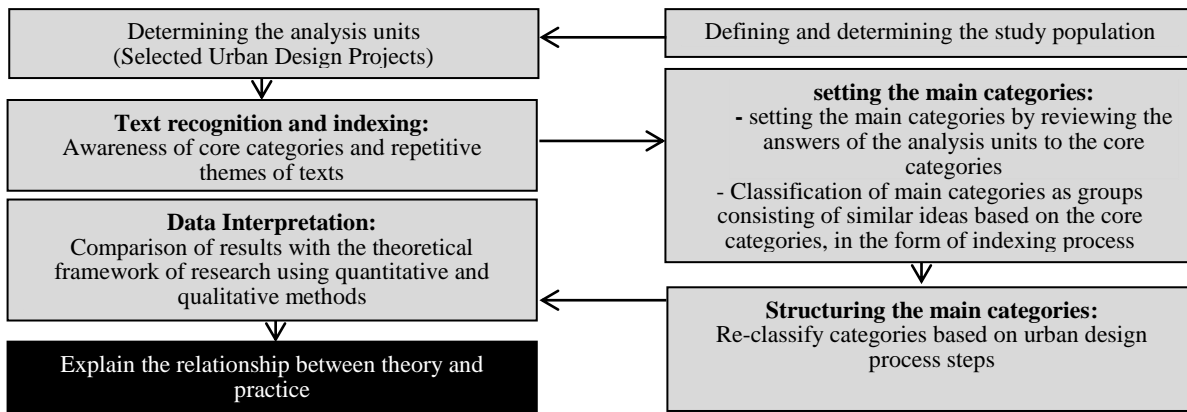 Determining the analysis units
(Selected Urban Design Projects)
Defining and determining the study population
Text recognition and indexing:
Awareness of core categories and repetitive
themes of texts
setting the main categories:
- setting the main categories by reviewing the
answers of the analysis units to the core
categories
- Classification of main categories as groups
consisting of similar ideas based on the core
categories, in the form of indexing process
Data Interpretation:
Comparison of results with the theoretical
framework of research using quantitative and
qualitative methods
Structuring the main categories:
Re-classify categories based on urban design
process steps
Explain the relationship between theory and
practice